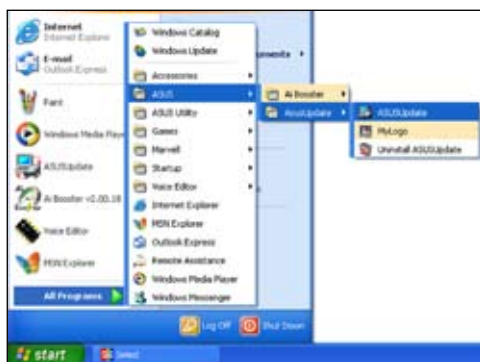 Internet
Internet Explorer
E-mail
Outlook Express
Paint
Windows Media Player
ASUSUpdate
Ai Booster v2.00.18
Voice Editor
MSN Explorer
All Programs
Windows Catalog
Windows Update
Accessories
ASUS
ASUS Utility
Games
Marvell
Startup
Voice Editor
Internet Explorer
MSN Explorer
Outlook Express
Remote Assistance
Windows Media Player
Windows Messenger
Ai Booster
AsusUpdate
ASUSUpdate
MyLogo
Uninstall ASUSUpdate
Log Off
Shut Down
start